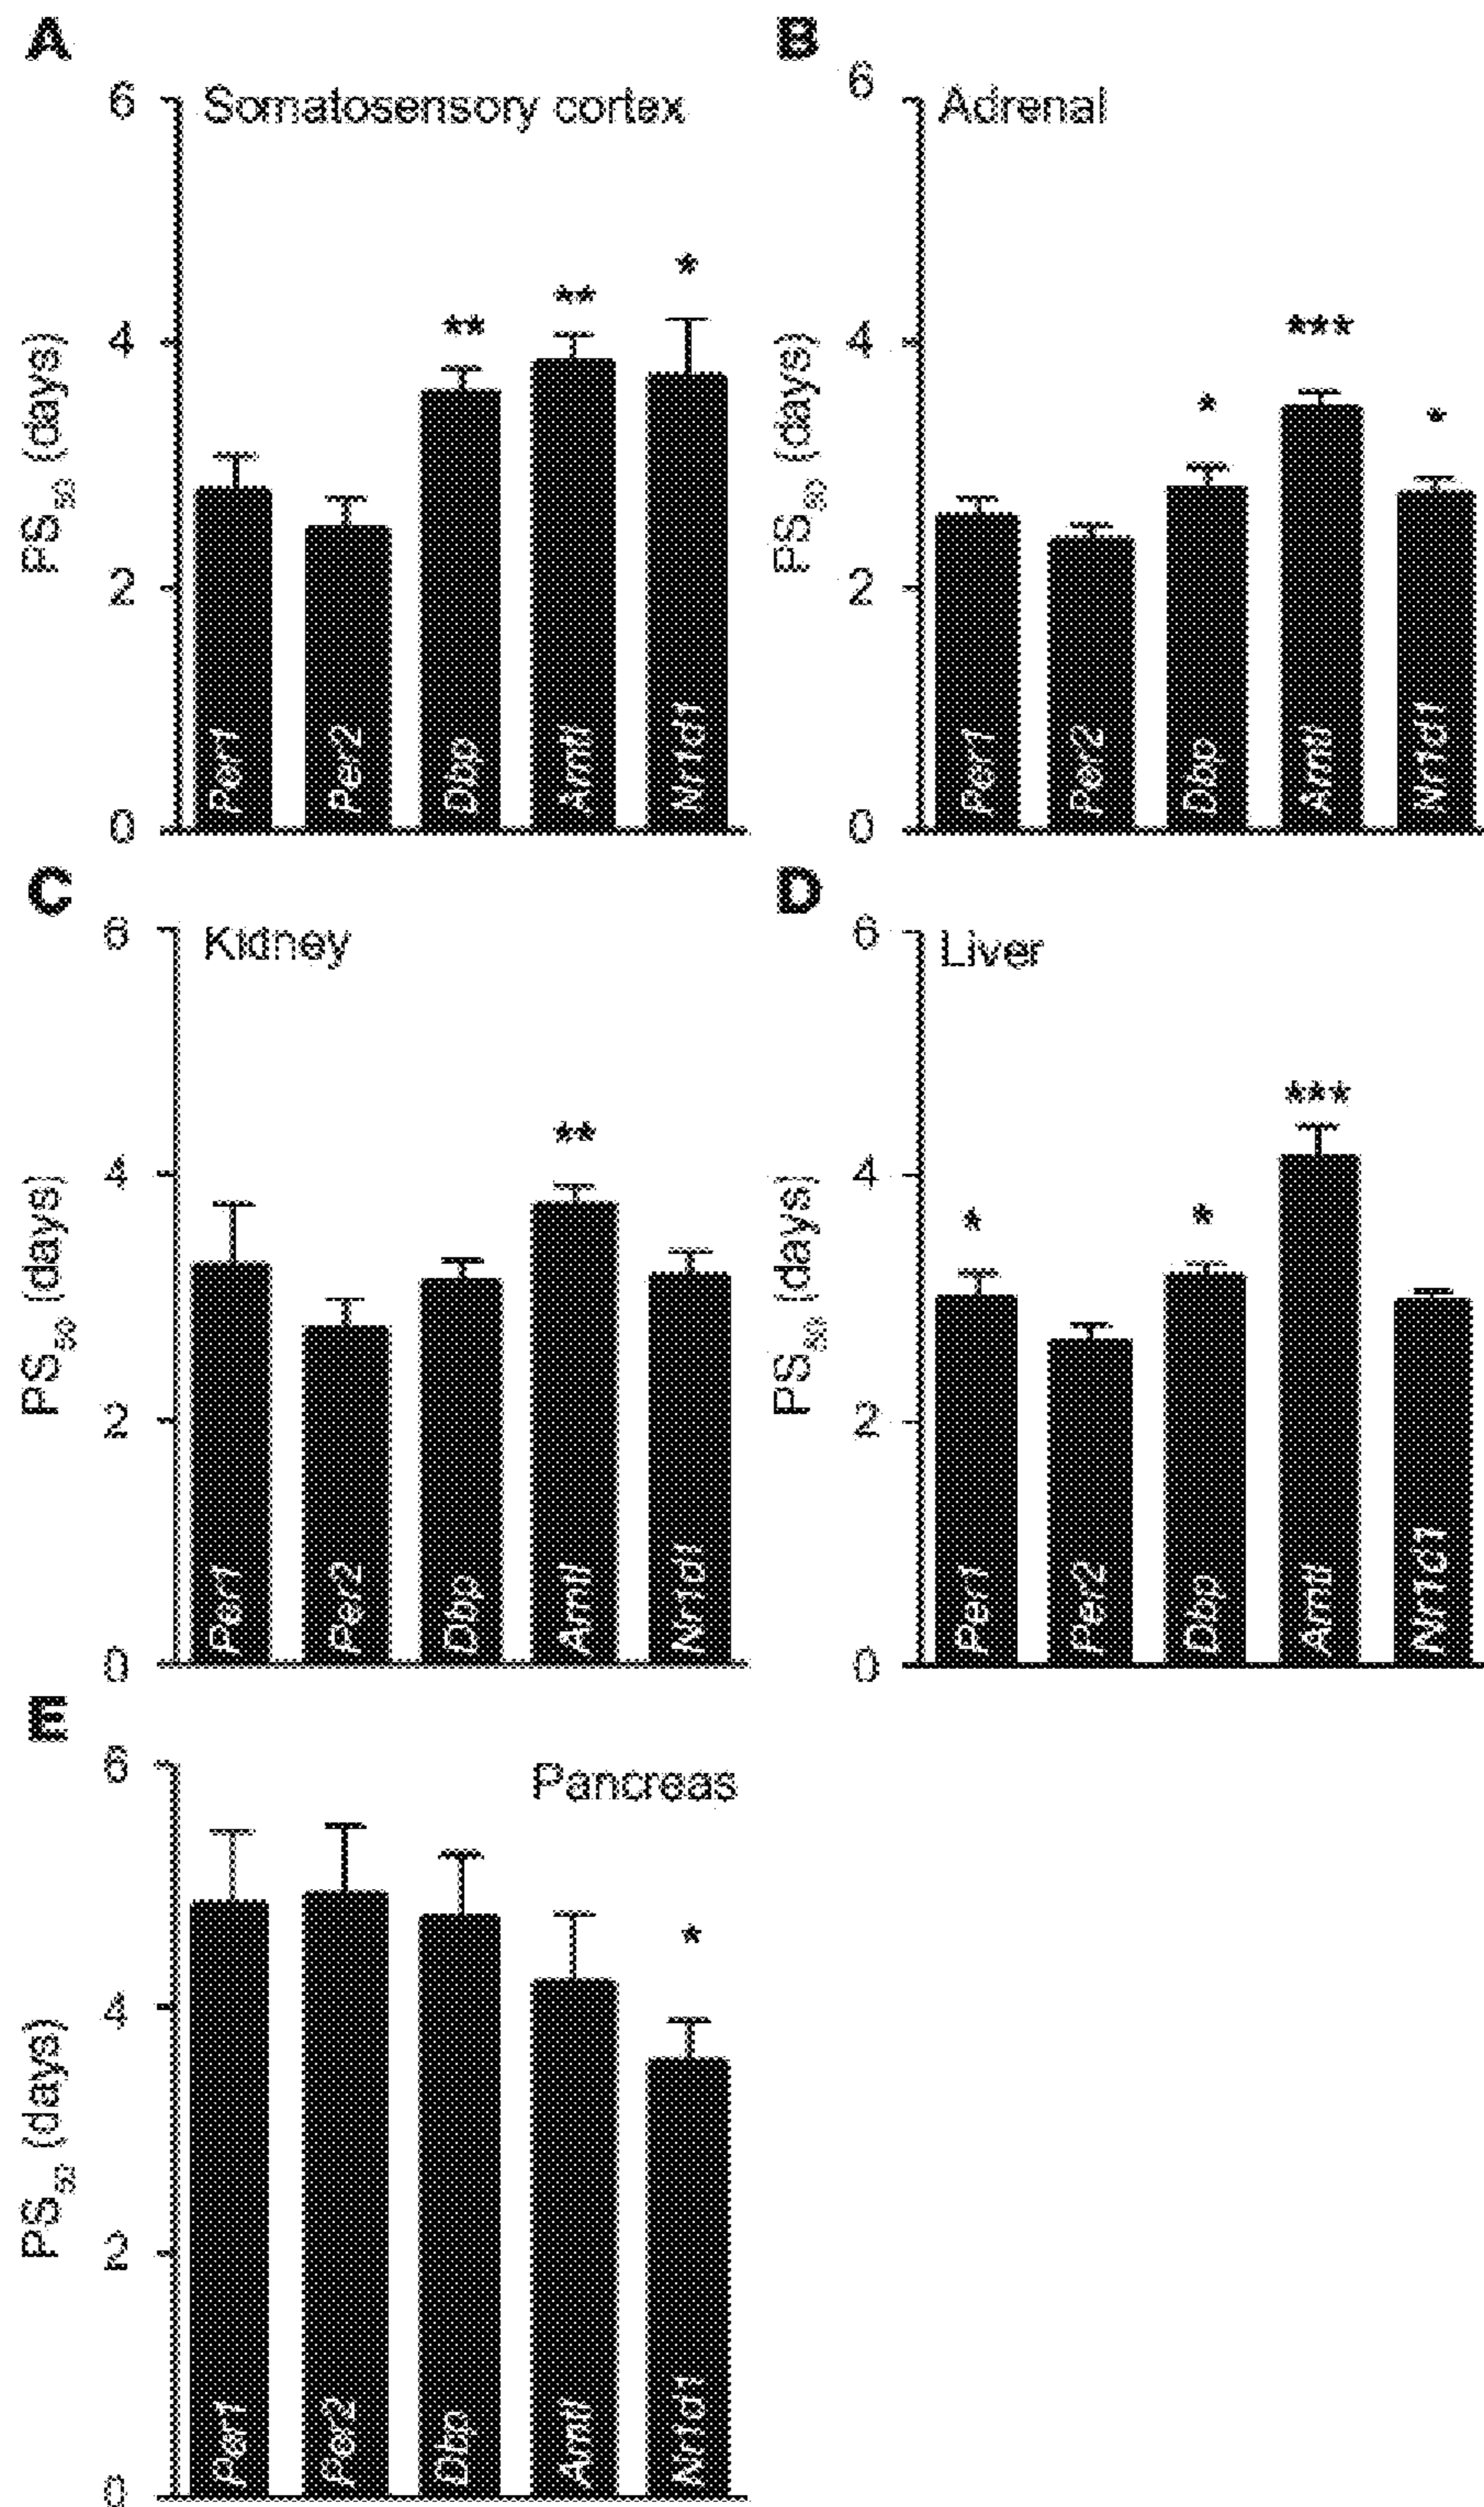 A
Somatosensory cortex
PS50 (days)
6
4
2
0
**
**
*
Per1
Per2
Dbp
Arntl
Nr1d1
B
Adrenal
PS50 (days)
6
4
2
0
*
***
*
Per1
Per2
Dbp
Arntl
Nr1d1
C
Kidney
PS50 (days)
6
4
2
0
**
Per1
Per2
Dbp
Arntl
Nr1d1
D
Liver
PS50 (days)
6
4
2
0
*
*
***
Per1
Per2
Dbp
Arntl
Nr1d1
E
Pancreas
PS50 (days)
6
4
2
0
*
Per1
Per2
Dbp
Arntl
Nr1d1